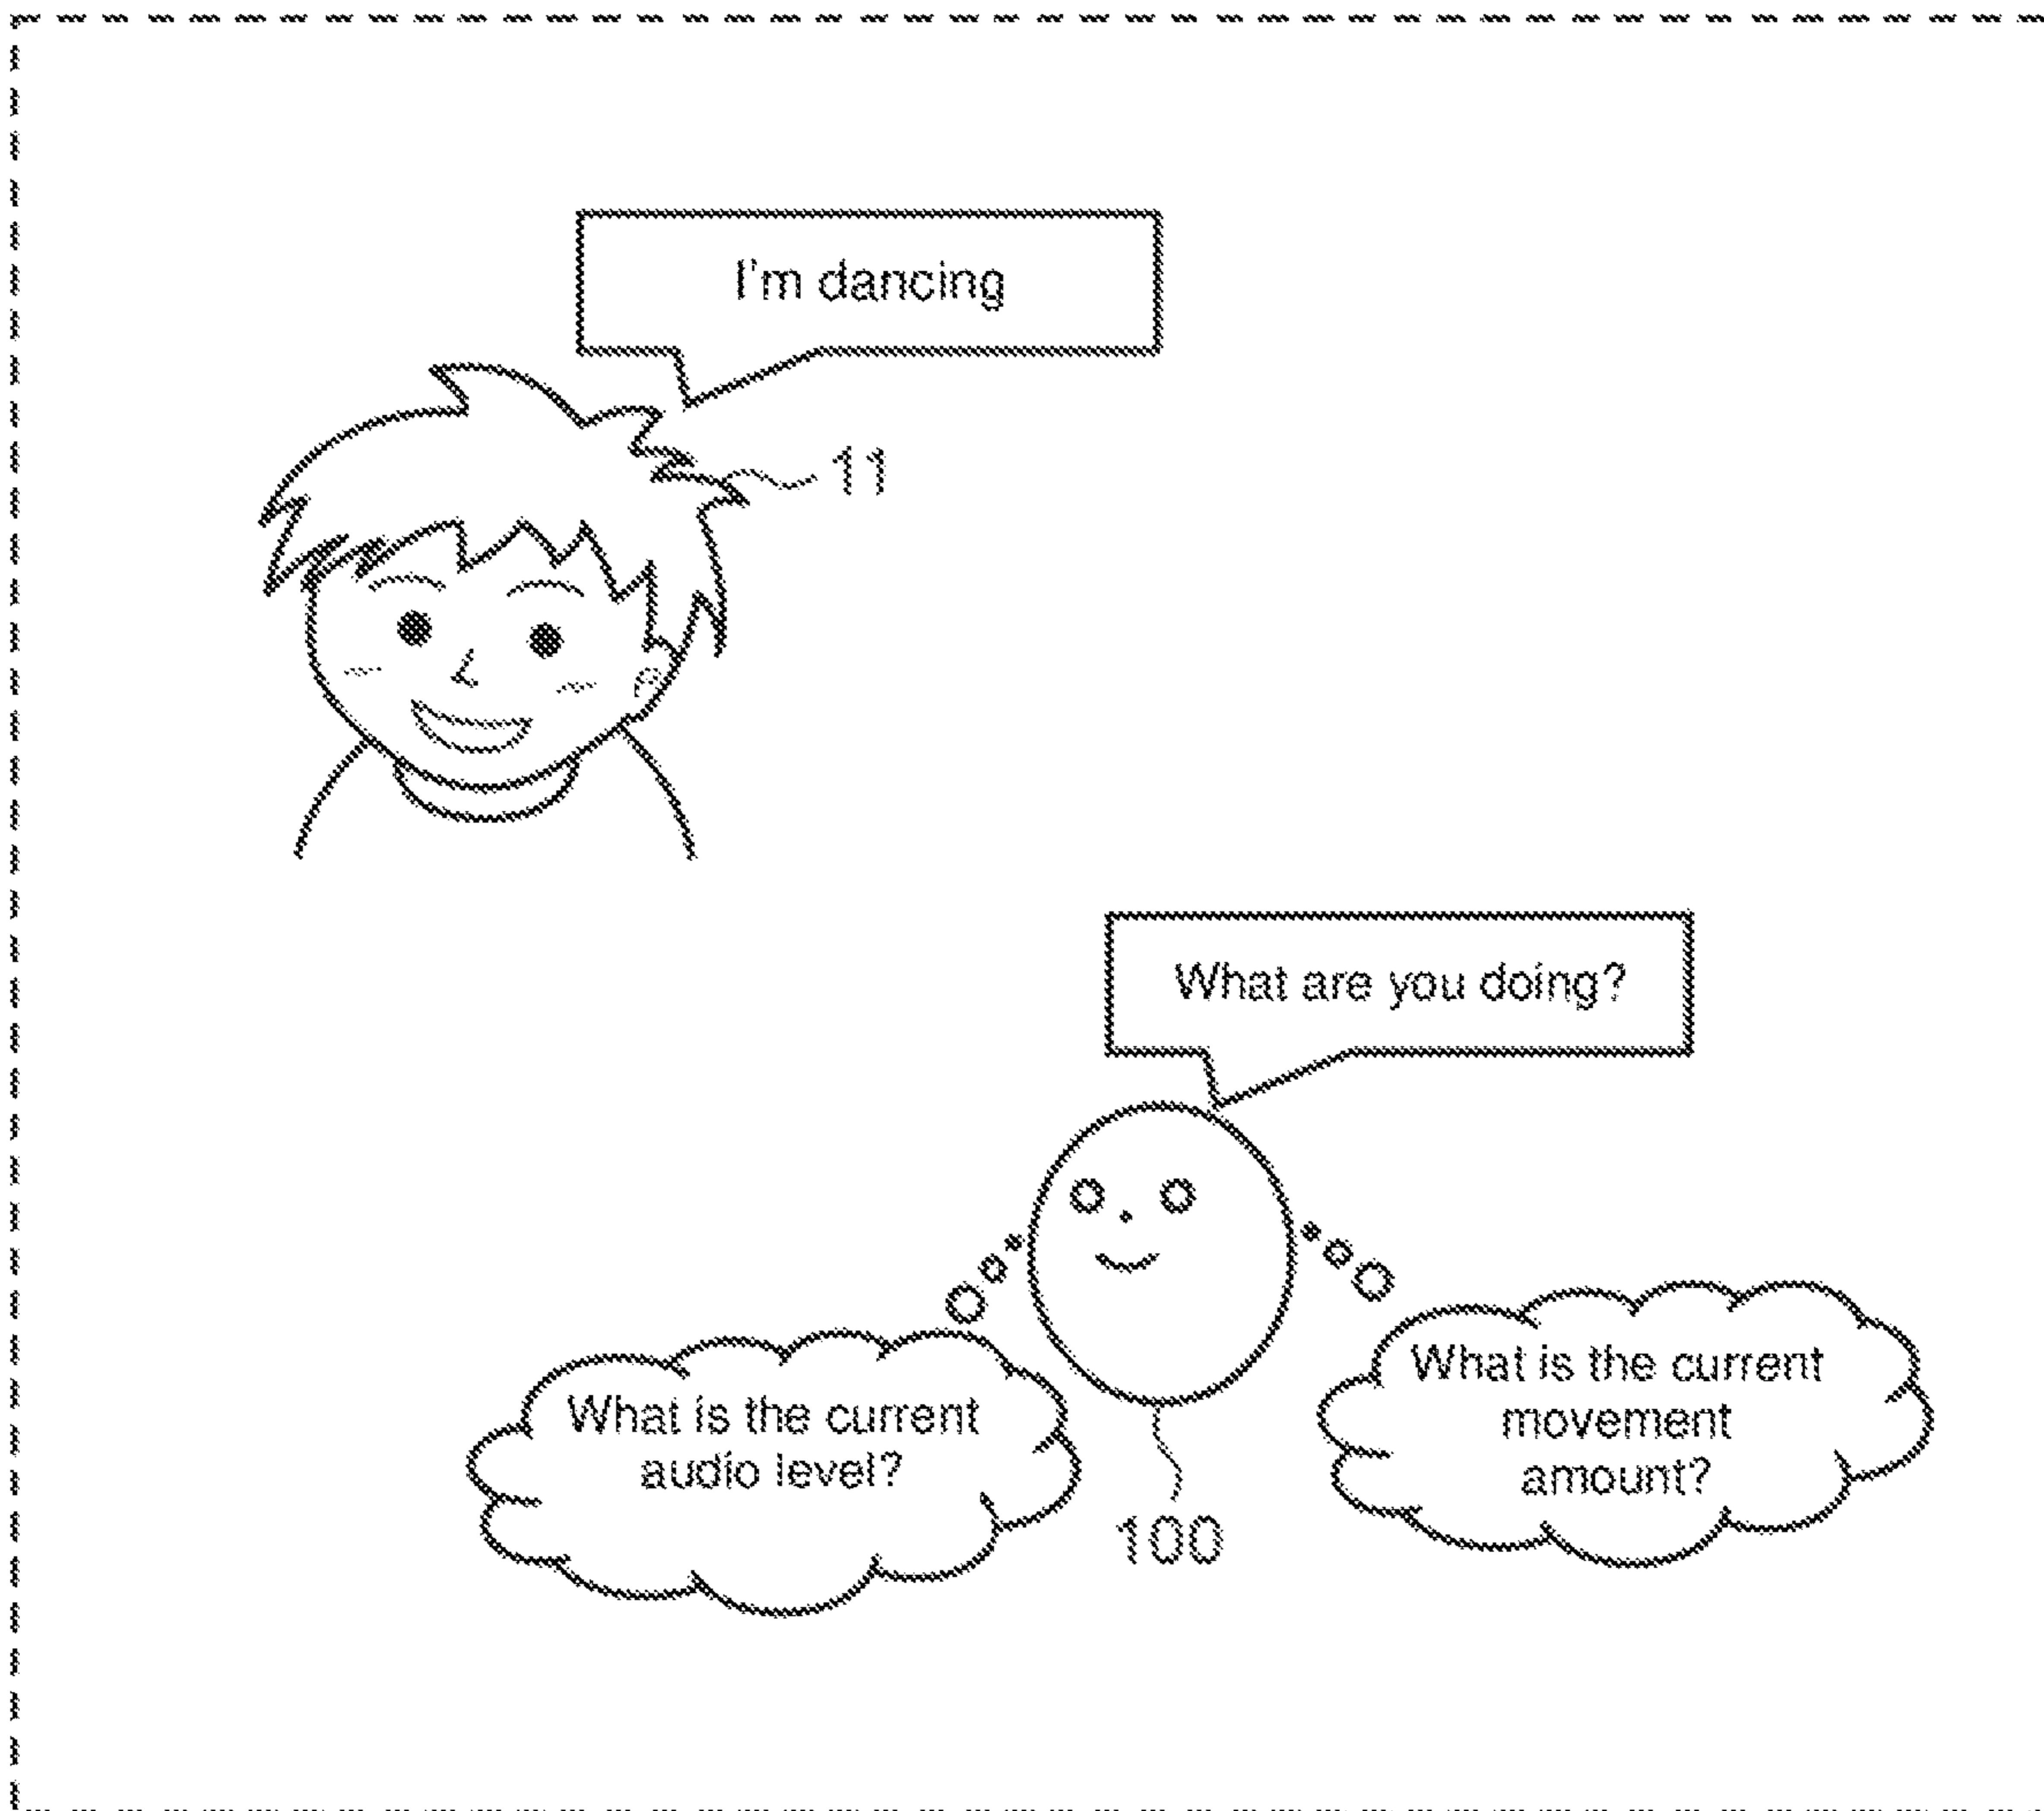 I'm dancing
11
What are you doing?
What is the current
audio level?
What is the current
movement
amount?
100